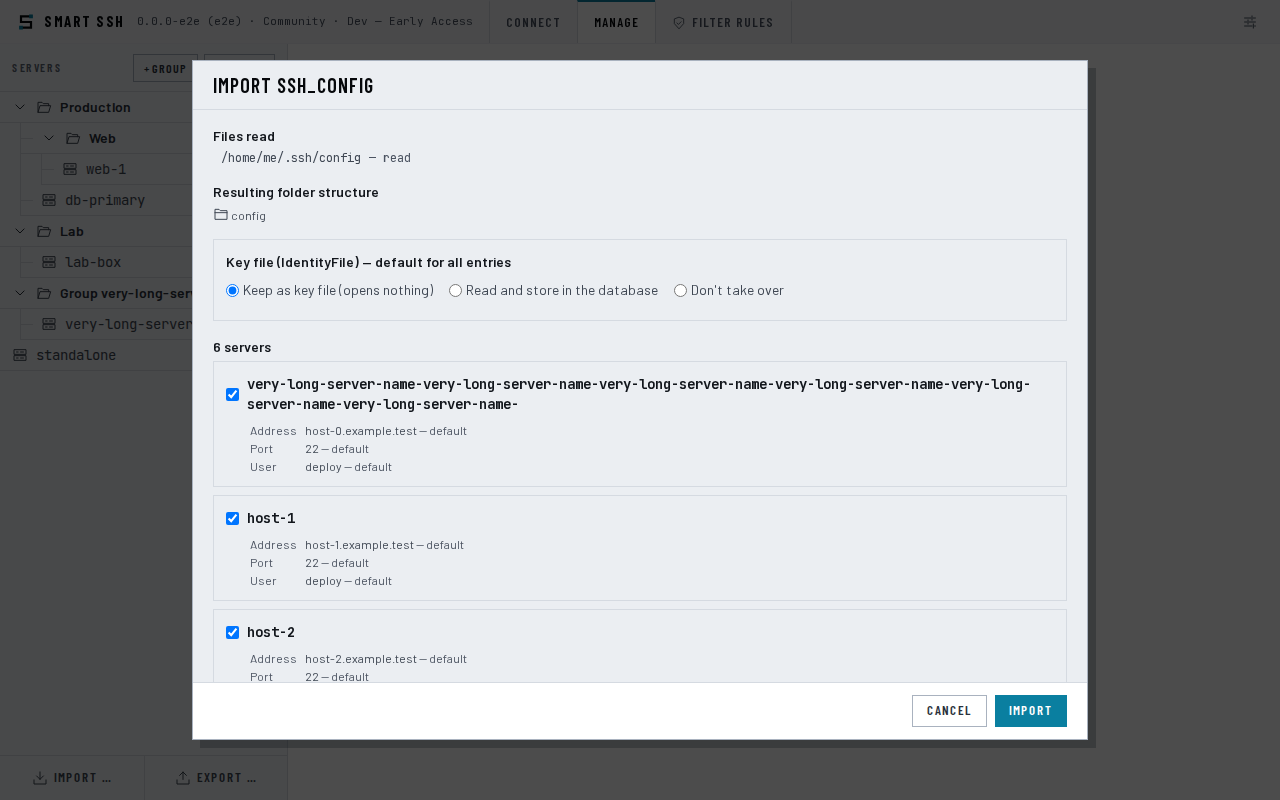 SMART SSH 0.0.0-e2e (e2e) · Community · Dev — Early Access CONNECT MANAGE FILTER RULES
SERVERS + GROUP
Production
Web
web-1
db-primary
Lab
lab-box
Group very-long-ser
very-long-server
standalone
IMPORT …
EXPORT …
IMPORT SSH_CONFIG
Files read
/home/me/.ssh/config — read
Resulting folder structure
config
Key file (IdentityFile) — default for all entries
Keep as key file (opens nothing) Read and store in the database Don't take over
6 servers
very-long-server-name-very-long-server-name-very-long-server-name-very-long-server-name-very-long-
server-name-very-long-server-name-
Address host-0.example.test — default
Port 22 — default
User deploy — default
host-1
Address host-1.example.test — default
Port 22 — default
User deploy — default
host-2
Address host-2.example.test — default
Port 22 — default
CANCEL IMPORT